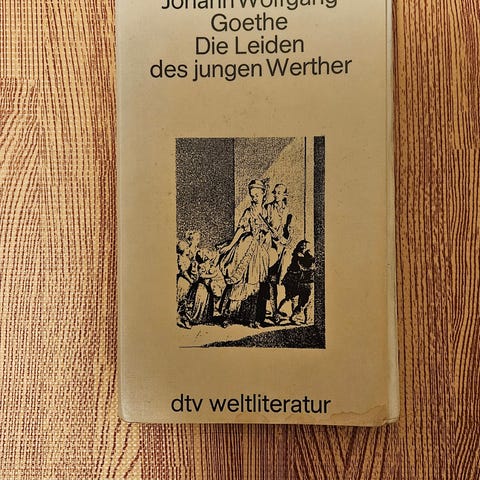 Johann Wolfgang
Goethe
Die Leiden
des jungen Werther
dtv weltliteratur